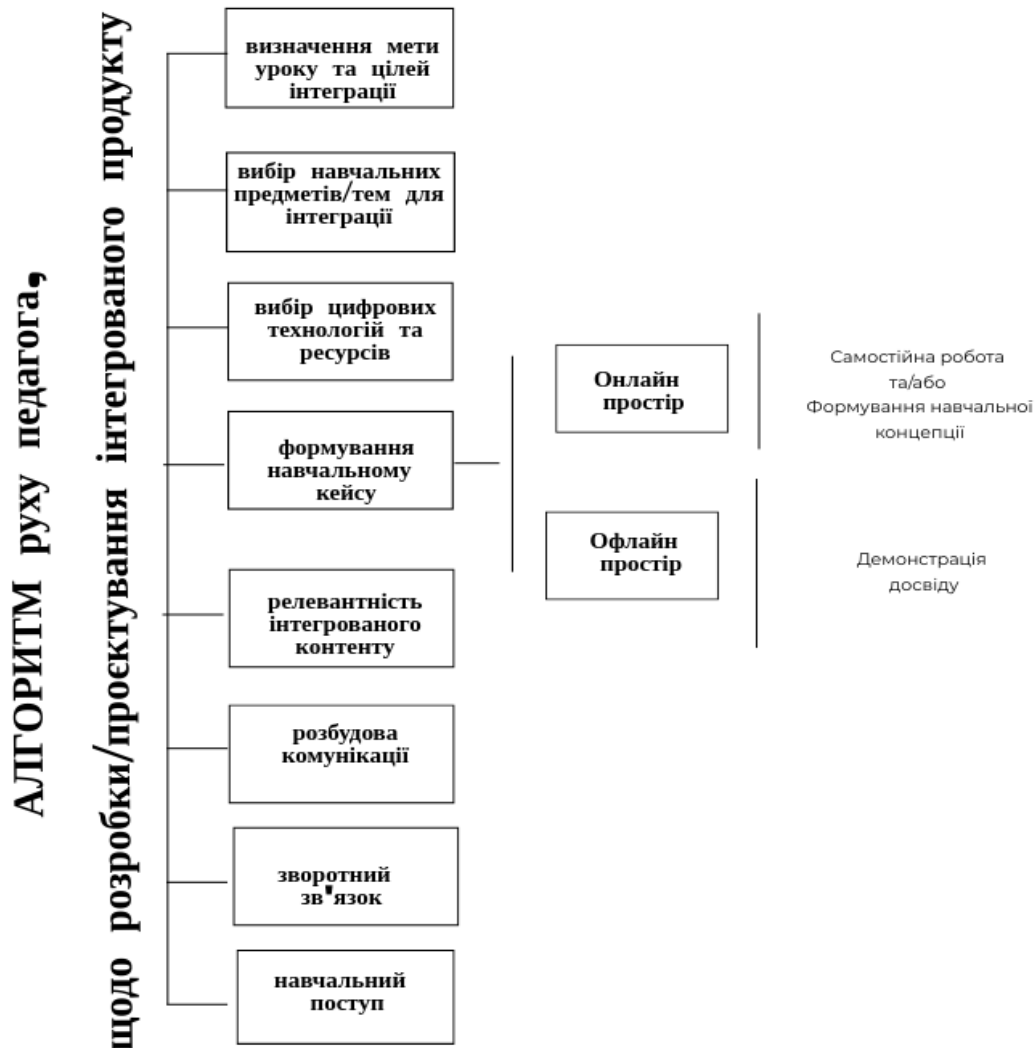 АЛГОРИТМ руху педагога,
щодо розробки/проєктування інтегрованого продукту
визначення мети
уроку та цілей
інтеграції
вибір навчальних
предметів/тем для
інтеграції
вибір цифрових
технологій та
ресурсів
формування
навчальному
кейсу
Онлайн
простір
Самостійна робота
та/або
Формування навчальної
концепції
Офлайн
простір
Демонстрація
досвіду
релевантність
інтегрованого
контенту
розбудова
комунікації
зворотний
зв'язок
навчальний
поступ